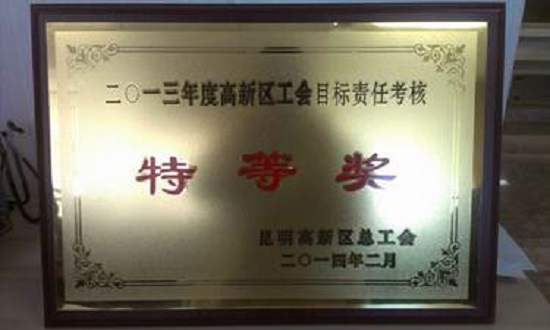 二〇一三年度高新区工会目标责任考核
特等奖
昆明高新区总工会
二〇一四年二月